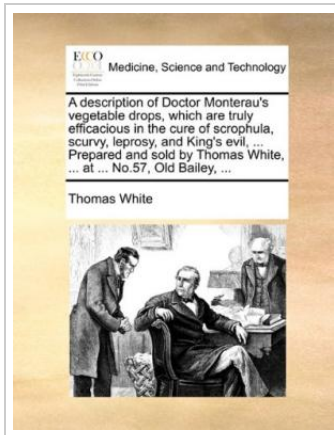 ECCO
Medicine, Science and Technology
A description of Doctor Monterau's
vegetable drops, which are truly
efficacious in the cure of scrophula,
scurvy, leprosy, and King's evil, ...
Prepared and sold by Thomas White,
... at ... No.57, Old Bailey, ...
Thomas White